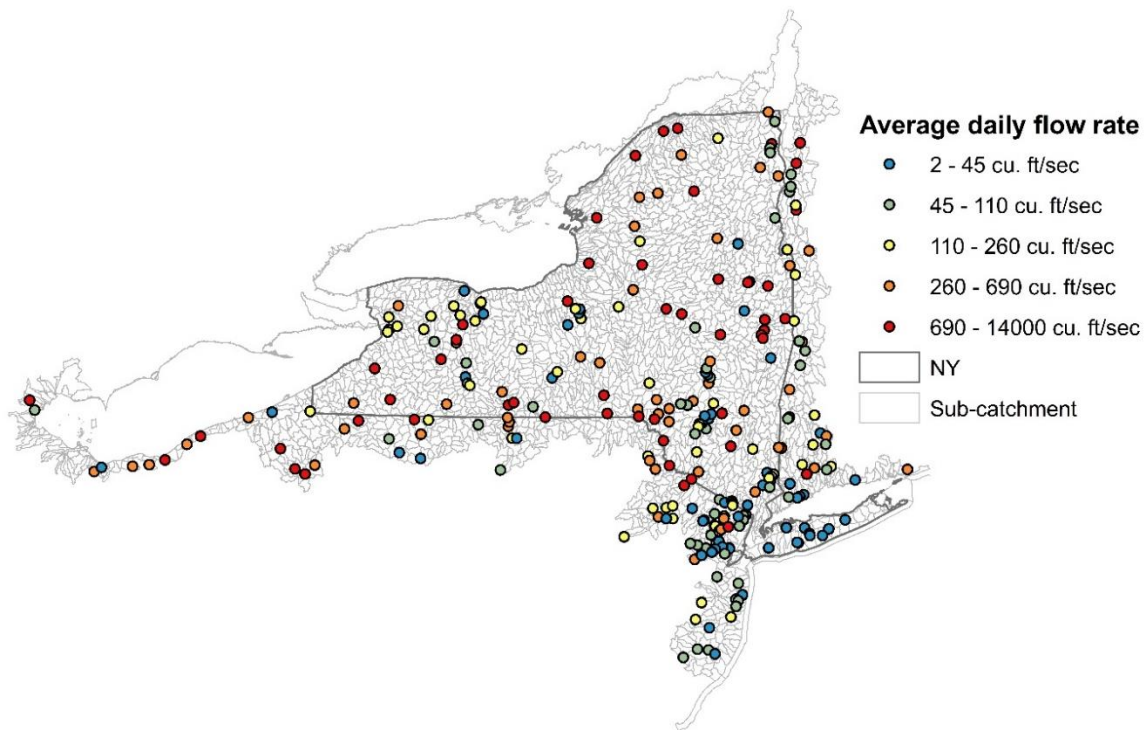 Average daily flow rate
2 - 45 cu. ft/sec
45 - 110 cu. ft/sec
110 - 260 cu. ft/sec
260 - 690 cu. ft/sec
690 - 14000 cu. ft/sec
NY
Sub-catchment